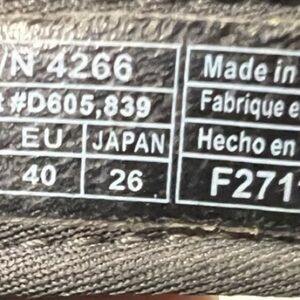 /N 4266
#D605,839
EU JAPAN
40 26
Made in
Fabrique e
Hecho en
F271